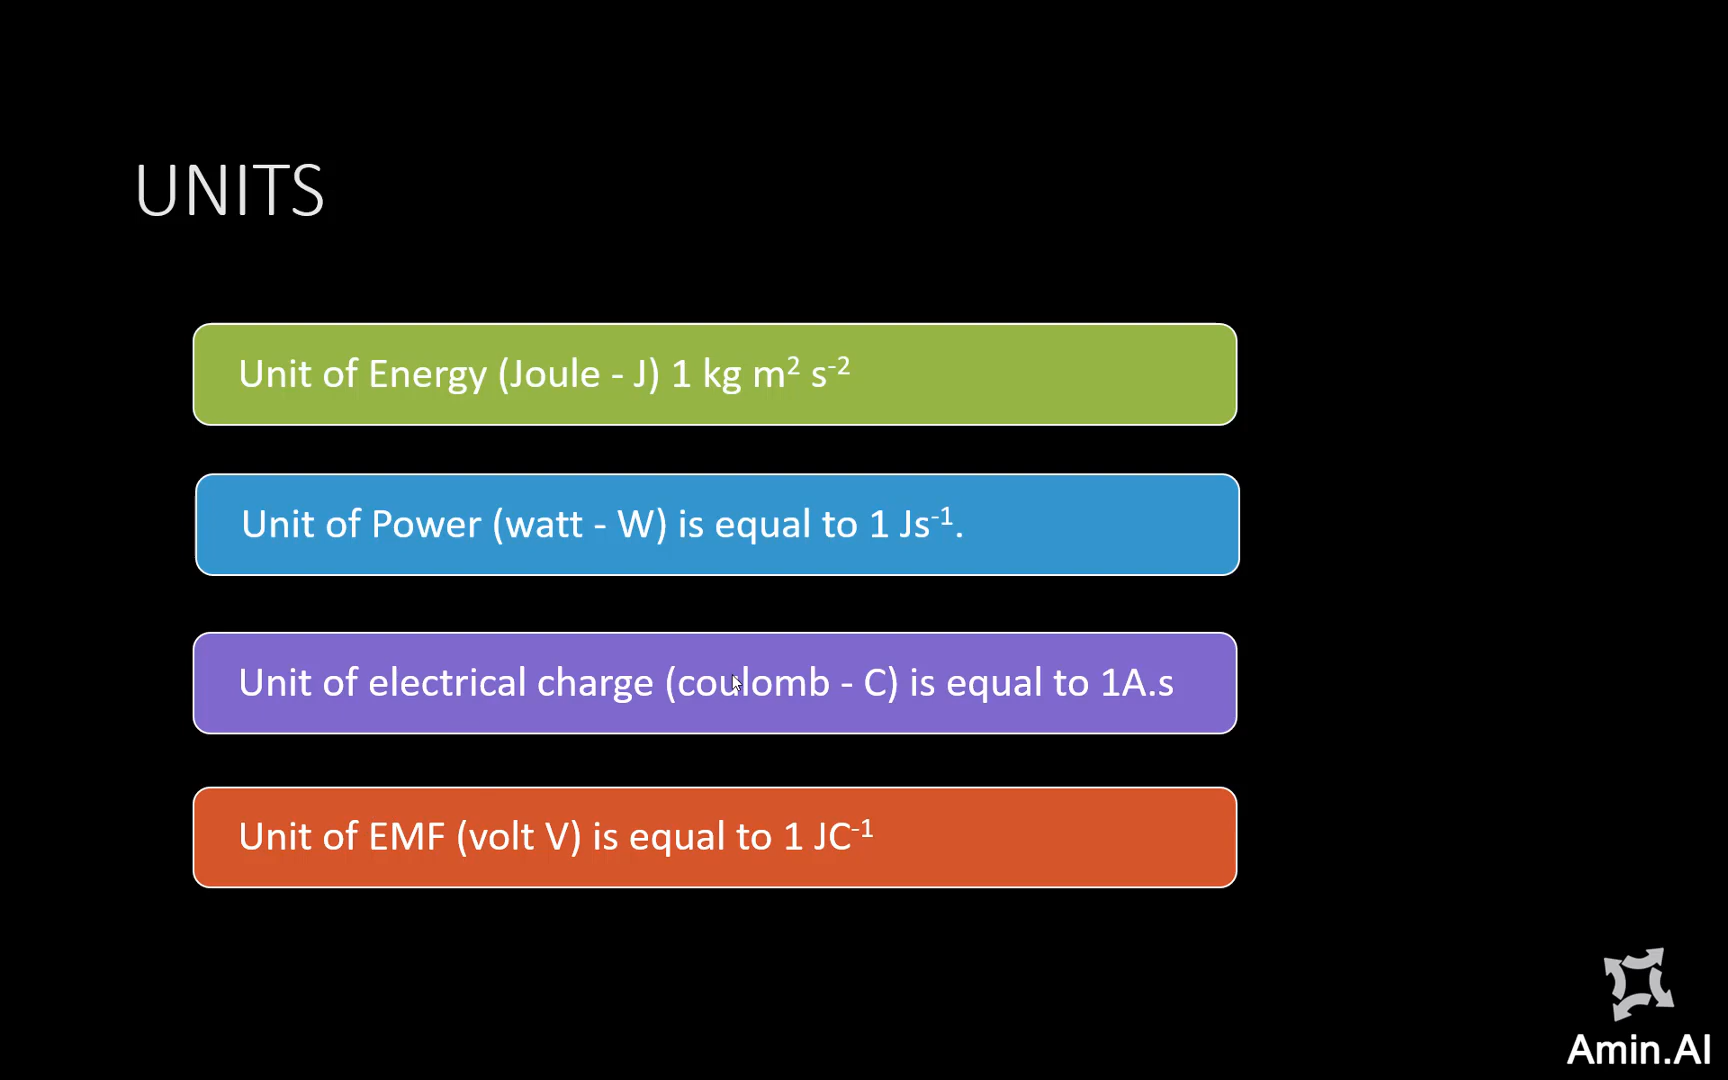 UNITS
Unit of Energy (Joule - J) 1 kg m² s⁻²
Unit of Power (watt - W) is equal to 1 Js⁻¹.
Unit of electrical charge (coulomb - C) is equal to 1A.s
Unit of EMF (volt V) is equal to 1 JC⁻¹
Amin.AI